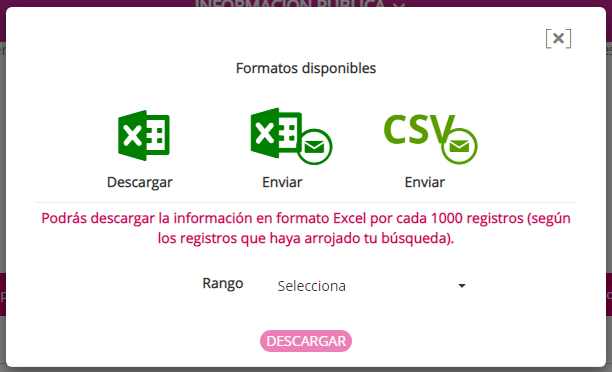 INFORMACIÓN PÚBLICA
[×]
Formatos disponibles
CSV
Descargar Enviar Enviar
Podrás descargar la información en formato Excel por cada 1000 registros (según
los registros que haya arrojado tu búsqueda).
Rango Selecciona
DESCARGAR